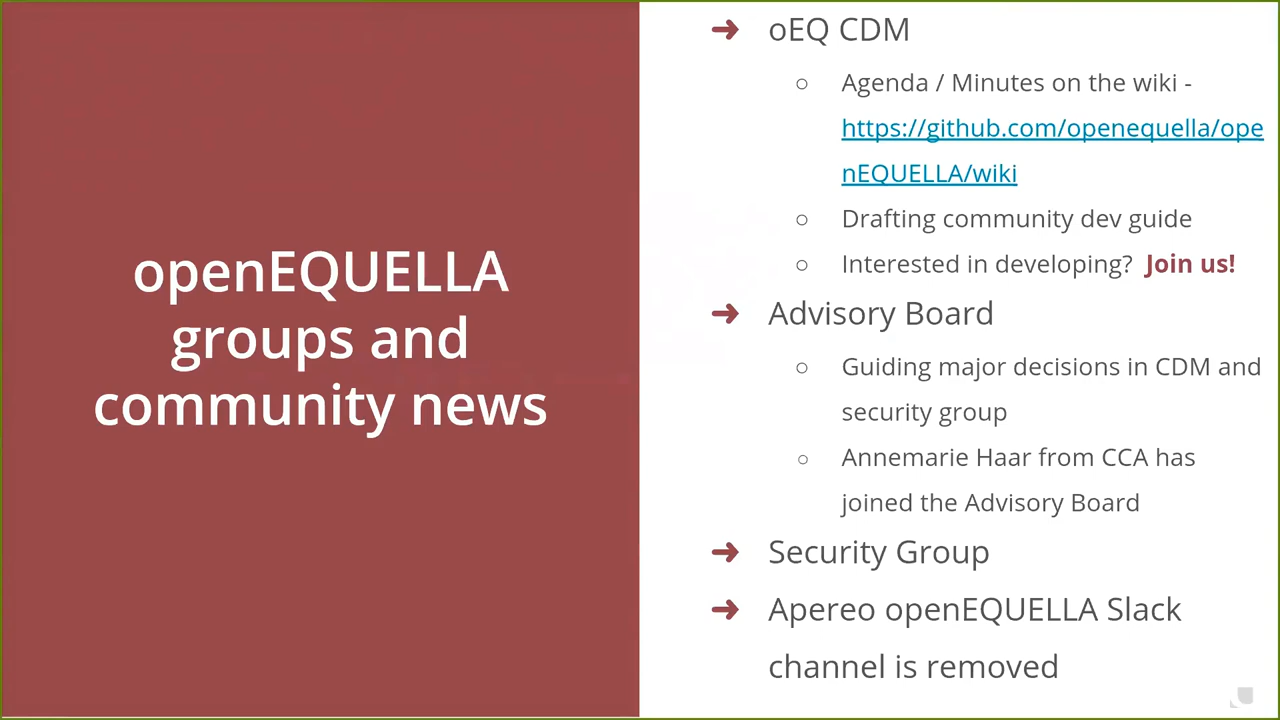 openEQUELLA
groups and
community news
➜ oEQ CDM
○ Agenda / Minutes on the wiki -
https://github.com/openequella/ope
nEQUELLA/wiki
○ Drafting community dev guide
○ Interested in developing? Join us!
➜ Advisory Board
○ Guiding major decisions in CDM and
security group
○ Annemarie Haar from CCA has
joined the Advisory Board
➜ Security Group
➜ Apereo openEQUELLA Slack
channel is removed